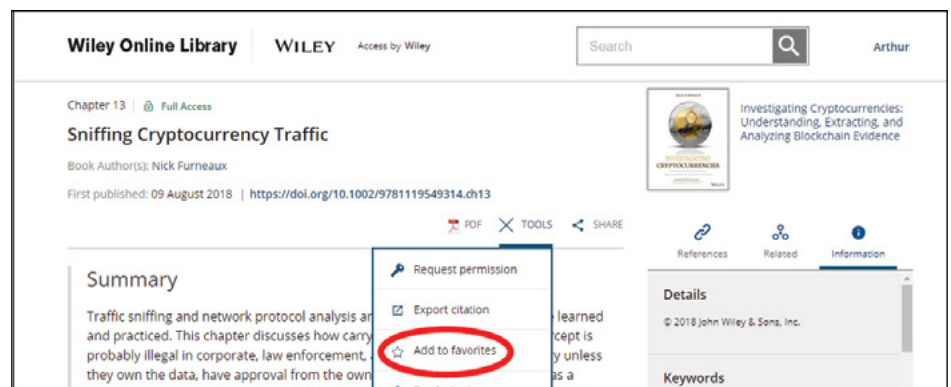 Wiley Online Library
WILEY
Access by Wiley
Search
Arthur
Chapter 13
Full Access
Sniffing Cryptocurrency Traffic
Book Author(s): Nick Furneaux
First published: 09 August 2018 | https://doi.org/10.1002/9781119549314.ch13
PDF
TOOLS
SHARE
Request permission
Export citation
Add to favorites
Summary
Traffic sniffing and network protocol analysis ar
learned
and practiced. This chapter discusses how carry
cept is
probably illegal in corporate, law enforcement,
y unless
they own the data, have approval from the own
as a
INVESTIGATING
CRYPTOCURRENCIES
Investigating Cryptocurrencies:
Understanding, Extracting, and
Analyzing Blockchain Evidence
References
Related
Information
Details
© 2018 John Wiley & Sons, Inc.
Keywords